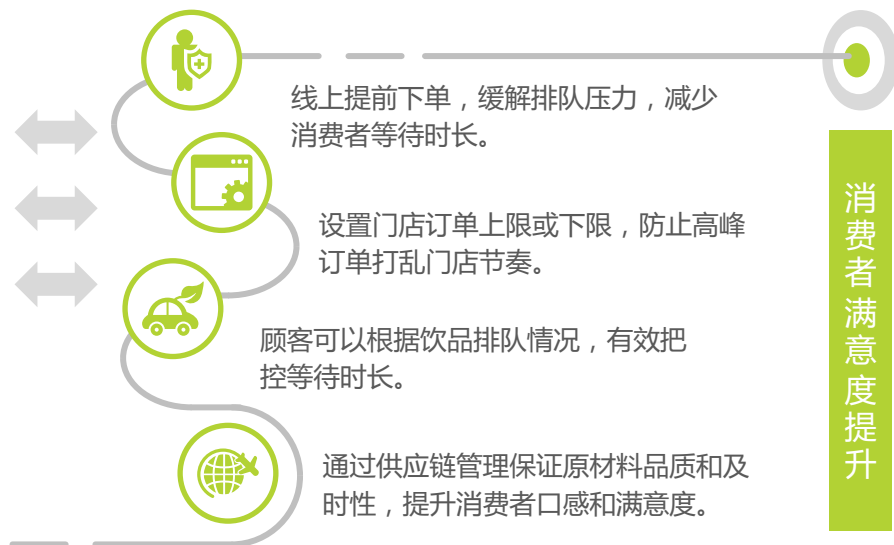 线上提前下单，缓解排队压力，减少
消费者等待时长。
设置门店订单上限或下限，防止高峰
订单打乱门店节奏。
顾客可以根据饮品排队情况，有效把
控等待时长。
通过供应链管理保证原材料品质和及
时性，提升消费者口感和满意度。
消费者满意度提升